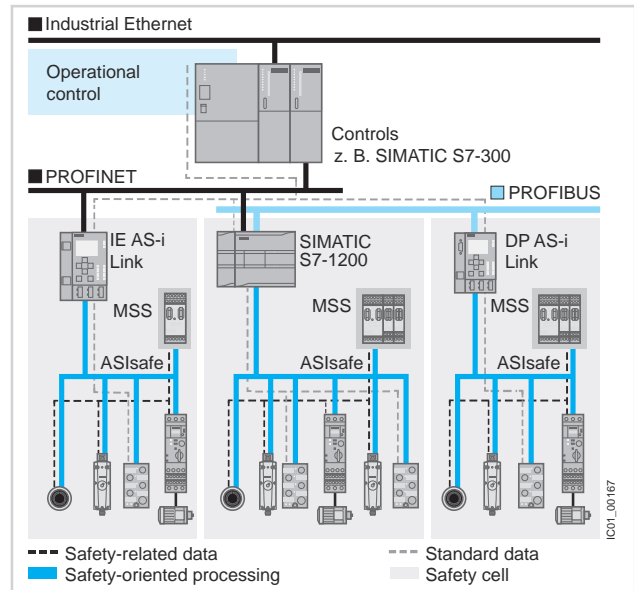 Industrial Ethernet
Operational
control
Controls
z. B. SIMATIC S7-300
PROFINET
PROFIBUS
IE AS-i
Link
SIMATIC
S7-1200
DP AS-i
Link
MSS
MSS
MSS
ASIsafe
ASIsafe
ASIsafe
IC01_00167
Safety-related data
Standard data
Safety-oriented processing
Safety cell